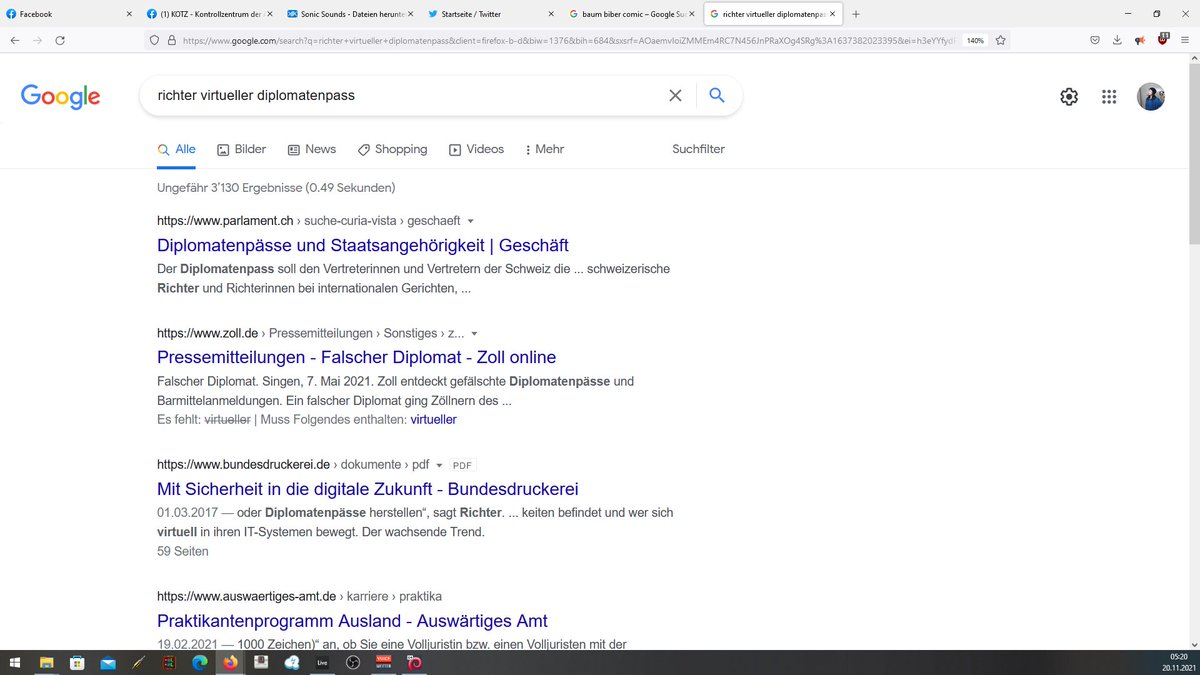 Facebook
(1) KOTZ - Kontrollzentrum der
Sonic Sounds - Dateien herunte
Startseite / Twitter
baum biber comic – Google Su
richter virtueller diplomatenpas
https://www.google.com/search?q=richter+virtueller+diplomatenpass&client=firefox-b-d&biw=1376&bih=684&sxsrf=
140%
Google
richter virtueller diplomatenpass
Alle
Bilder
News
Shopping
Videos
Mehr
Suchfilter
Ungefähr 3'130 Ergebnisse (0.49 Sekunden)
https://www.parlament.ch › suche-curia-vista › geschaeft
Diplomatenpässe und Staatsangehörigkeit | Geschäft
Der Diplomatenpass soll den Vertreterinnen und Vertretern der Schweiz die ... schweizerische
Richter und Richterinnen bei internationalen Gerichten, ...
https://www.zoll.de › Pressemitteilungen › Sonstiges › z...
Pressemitteilungen - Falscher Diplomat - Zoll online
Falscher Diplomat. Singen, 7. Mai 2021. Zoll entdeckt gefälschte Diplomatenpässe und
Barmittelanmeldungen. Ein falscher Diplomat ging Zöllnern des ...
Es fehlt: virtueller | Muss Folgendes enthalten: virtueller
https://www.bundesdruckerei.de › dokumente › pdf
PDF
Mit Sicherheit in die digitale Zukunft - Bundesdruckerei
01.03.2017 — oder Diplomatenpässe herstellen“, sagt Richter. ... keiten befindet und wer sich
virtuell in ihren IT-Systemen bewegt. Der wachsende Trend.
59 Seiten
https://www.auswaertiges-amt.de › karriere › praktika
Praktikantenprogramm Ausland - Auswärtiges Amt
19.02.2021 — 1000 Zeichen)“ an, ob Sie eine Volljuristin bzw. einen Volljuristen mit der
Live
05:20
20.11.2021